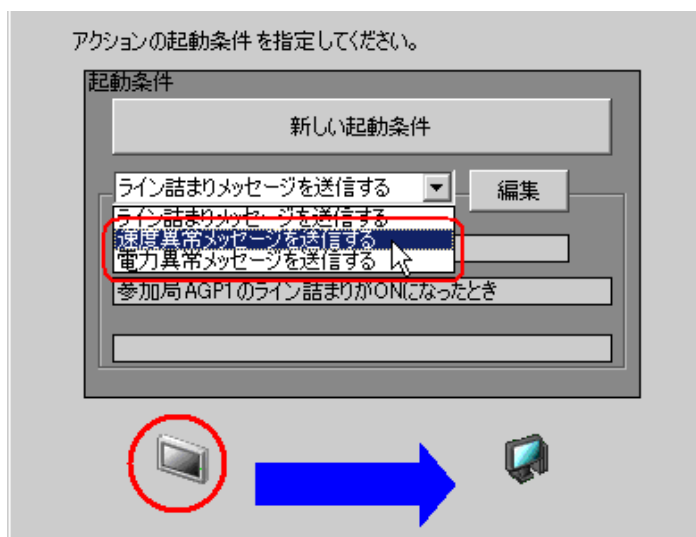 アクションの起動条件を指定してください。
起動条件
新しい起動条件
ライン詰まりメッセージを送信する
編集
ライン詰まりメッセージを送信する
速度異常メッセージを送信する
電力異常メッセージを送信する
参加局AGP1のライン詰まりがONになったとき